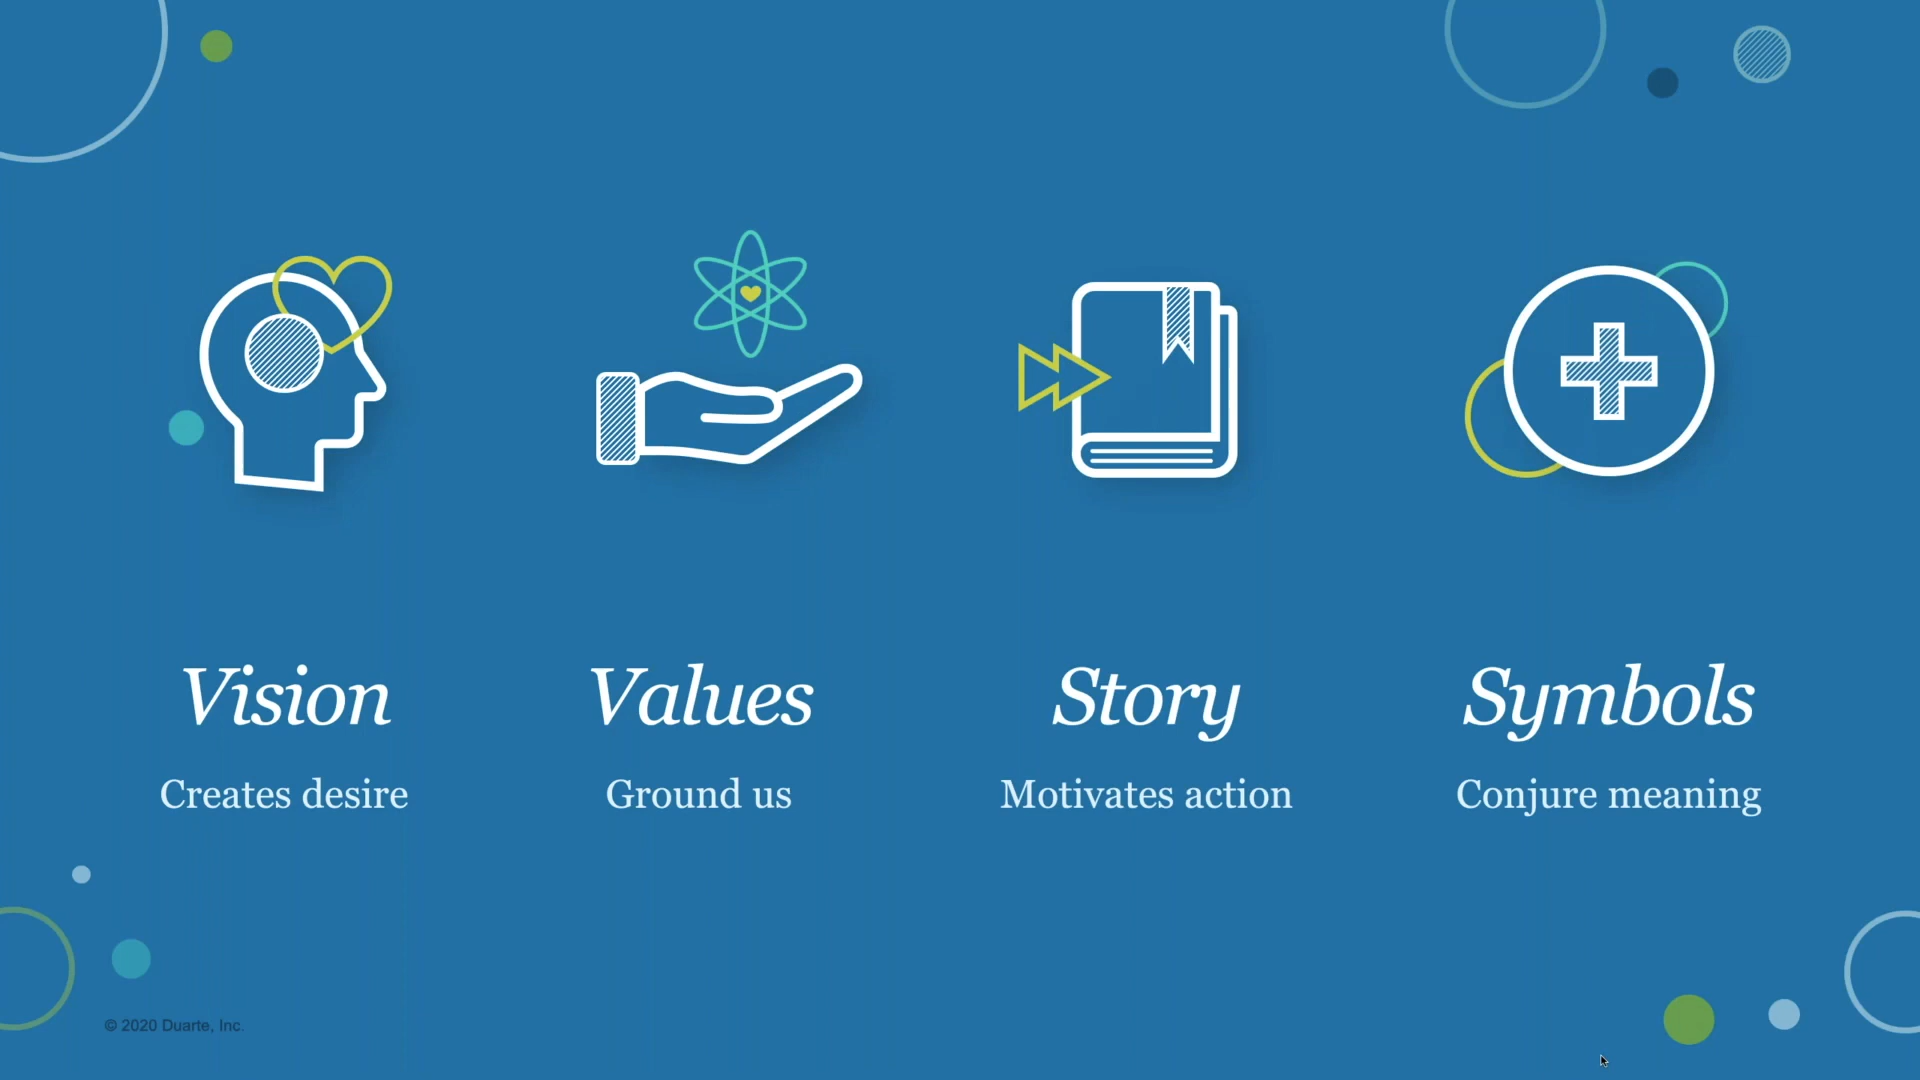 Vision
Values
Story
Symbols
Creates desire
Ground us
Motivates action
Conjure meaning
© 2020 Duarte, Inc.